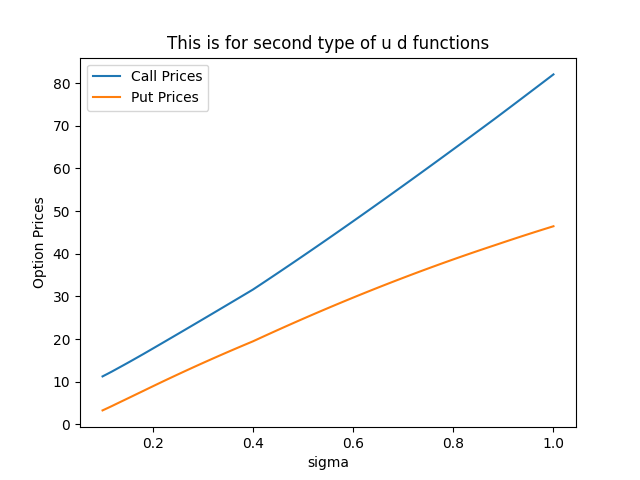 This is for second type of u d functions
Call Prices
Put Prices
Option Prices
80
70
60
50
40
30
20
10
0
0.2 0.4 0.6 0.8 1.0
sigma